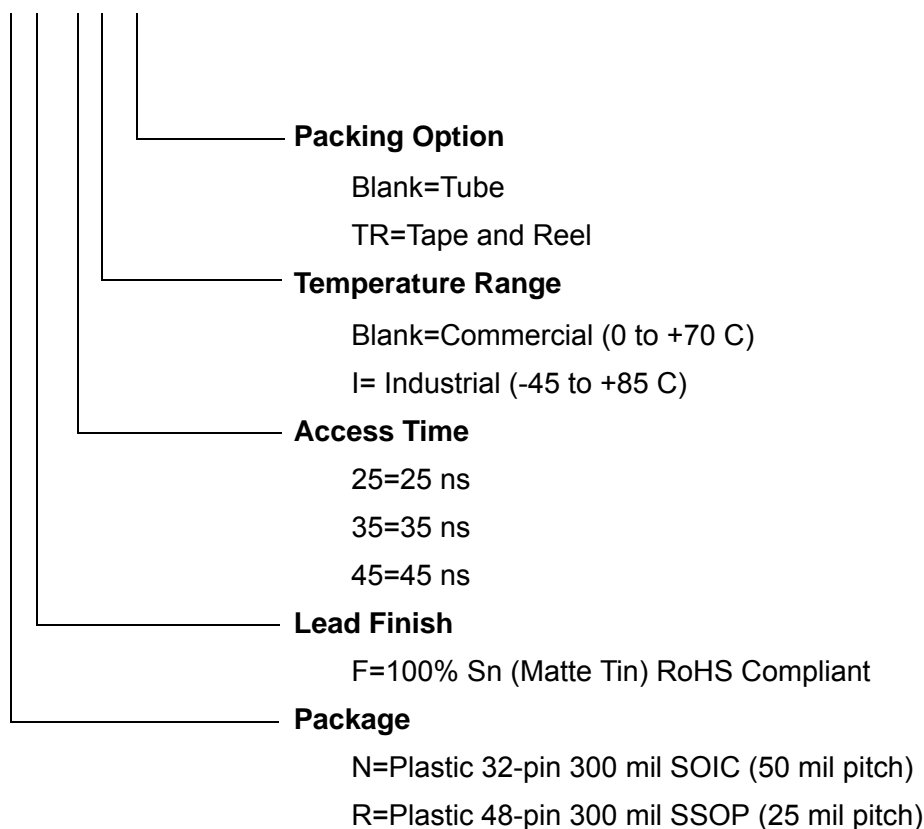 Packing Option
Blank=Tube
TR=Tape and Reel
Temperature Range
Blank=Commercial (0 to +70 C)
I= Industrial (-45 to +85 C)
Access Time
25=25 ns
35=35 ns
45=45 ns
Lead Finish
F=100% Sn (Matte Tin) RoHS Compliant
Package
N=Plastic 32-pin 300 mil SOIC (50 mil pitch)
R=Plastic 48-pin 300 mil SSOP (25 mil pitch)